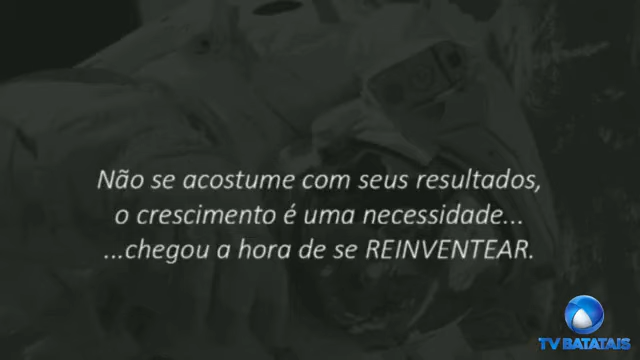 Não se acostume com seus resultados,
o crescimento é uma necessidade...
...chegou a hora de se REINVENTEAR.
TV BATATAIS